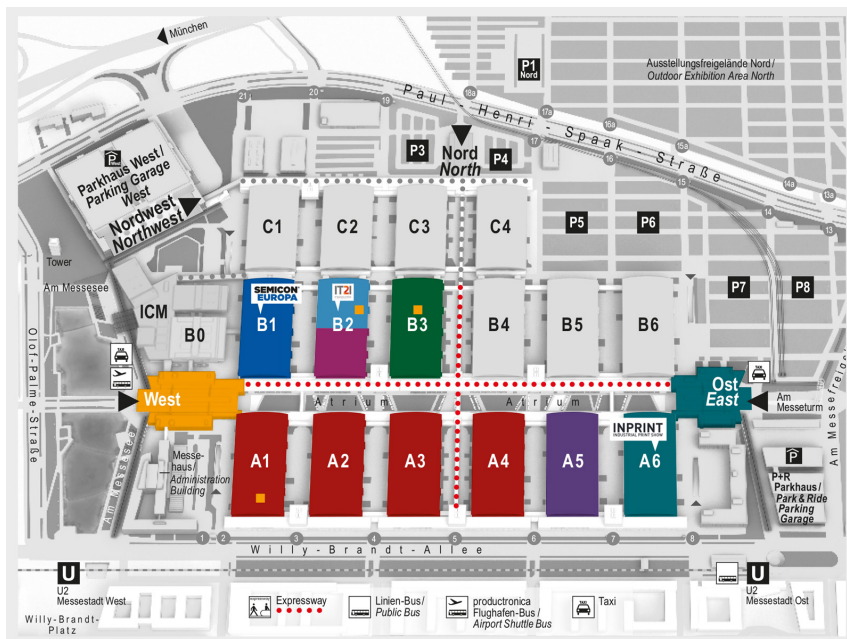 München
P1
Nord
Ausstellungsfreigelände Nord /
Outdoor Exhibition Area North
21
20
19
18a
17a
16a
15a
14a
13a
Paul-Henri-Spaak-Straße
17
16
15
14
13
P
Parkhaus West /
Parking Garage
West
Nordwest
Northwest
P3
Nord
North
P4
C1
C2
C3
C4
P5
P6
P7
P8
Tower
Am Messesee
ICM
B0
SEMICON
EUROPA
B1
IT2I
B2
B3
B4
B5
B6
Olof-Palme-Straße
TAXI
West
Atrium
Atrium
Ost
East
TAXI
Am
Messeturm
Am Messesee
Messe-
haus /
Administration
Building
A1
A2
A3
A4
A5
INPRINT
INDUSTRIAL PRINT SHOW
A6
P
P+R
Parkhaus /
Park & Ride
Parking
Garage
1
2
3
4
5
6
7
8
Willy-Brandt-Allee
U
U2
Messestadt West
U
U2
Messestadt Ost
Willy-Brandt-
Platz
Expressway
Linien-Bus /
Public Bus
productronica
Flughafen-Bus /
Airport Shuttle Bus
TAXI
Taxi